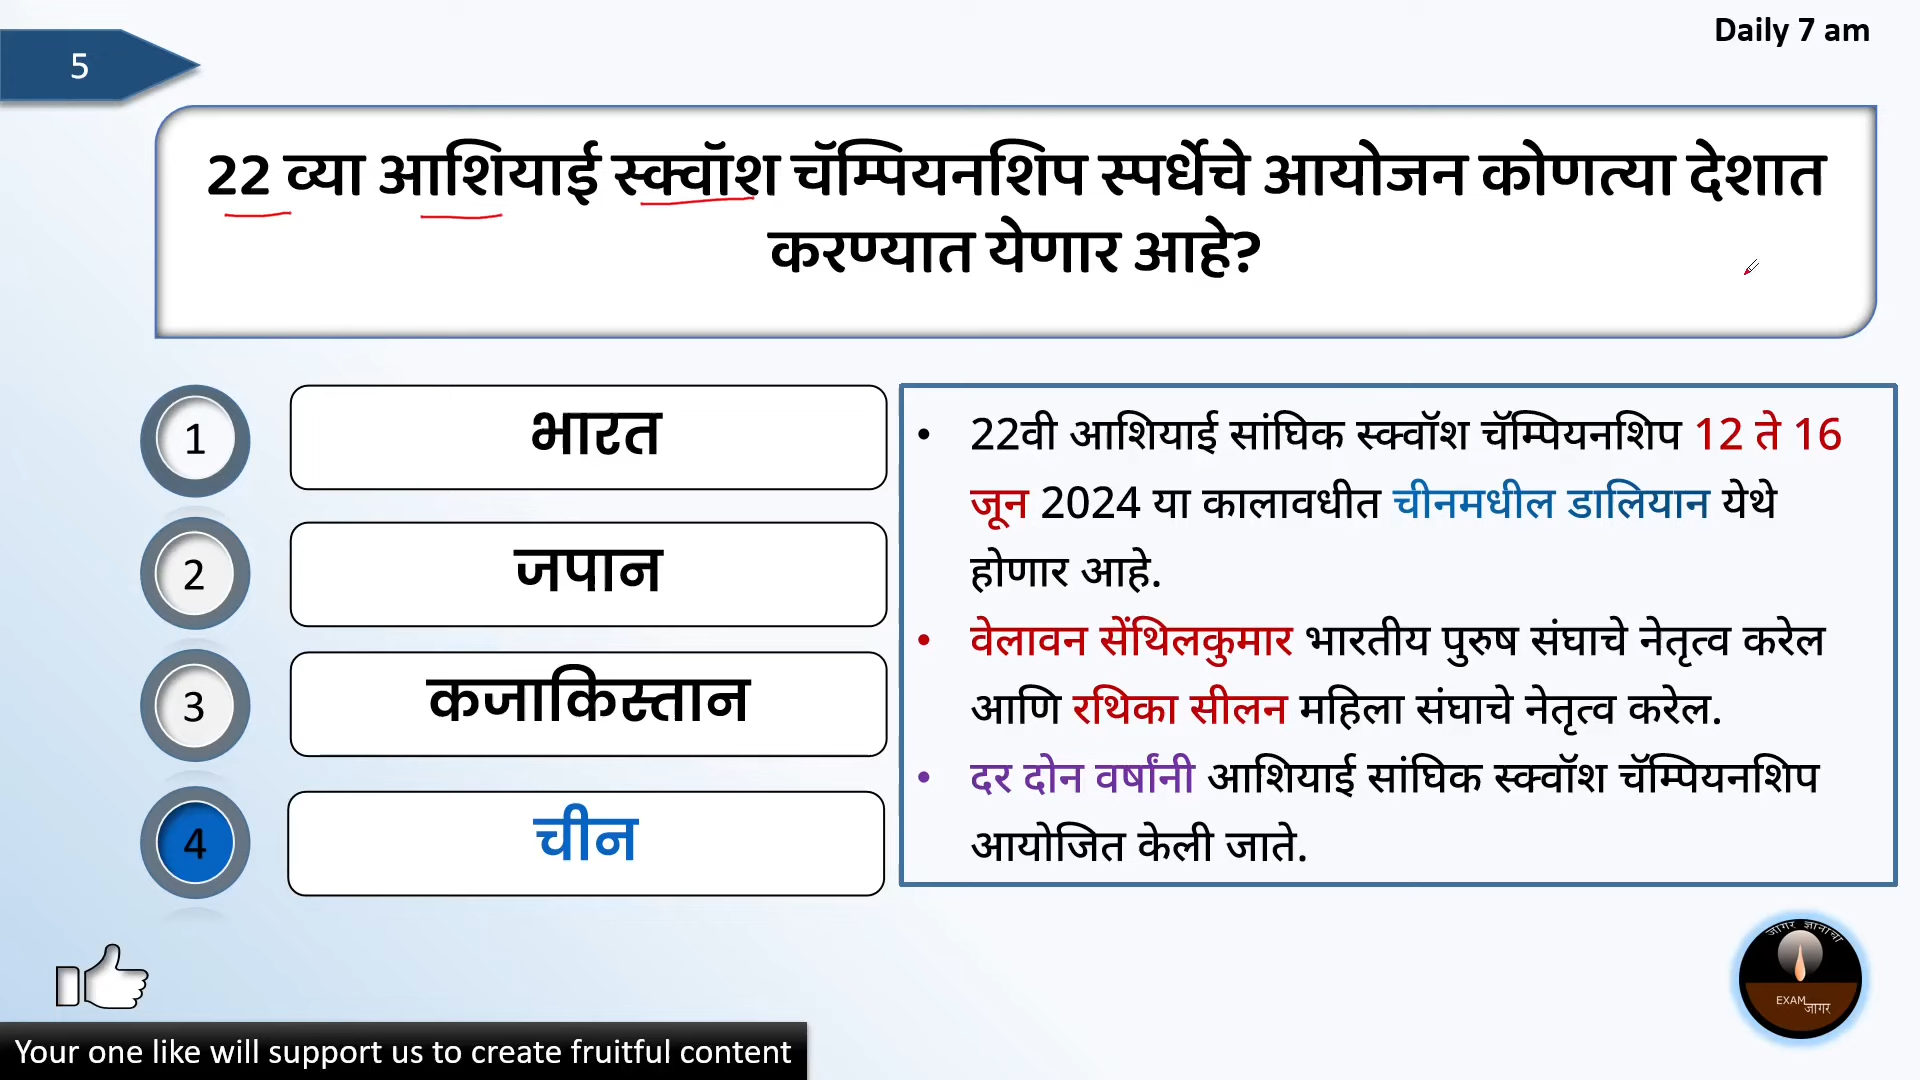 Daily 7 am
5
22 व्या आशियाई स्क्वॉश चॅम्पियनशिप स्पर्धेचे आयोजन कोणत्या देशात
करण्यात येणार आहे?
1
भारत
2
जपान
3
कजाकिस्तान
4
चीन
• 22वी आशियाई सांघिक स्क्वॉश चॅम्पियनशिप 12 ते 16
जून 2024 या कालावधीत चीनमधील डालियान येथे
होणार आहे.
• वेलावन सेंथिलकुमार भारतीय पुरुष संघाचे नेतृत्व करेल
आणि रथिका सीलन महिला संघाचे नेतृत्व करेल.
• दर दोन वर्षांनी आशियाई सांघिक स्क्वॉश चॅम्पियनशिप
आयोजित केली जाते.
जागर ज्ञानाचा
EXAM
जागर
Your one like will support us to create fruitful content